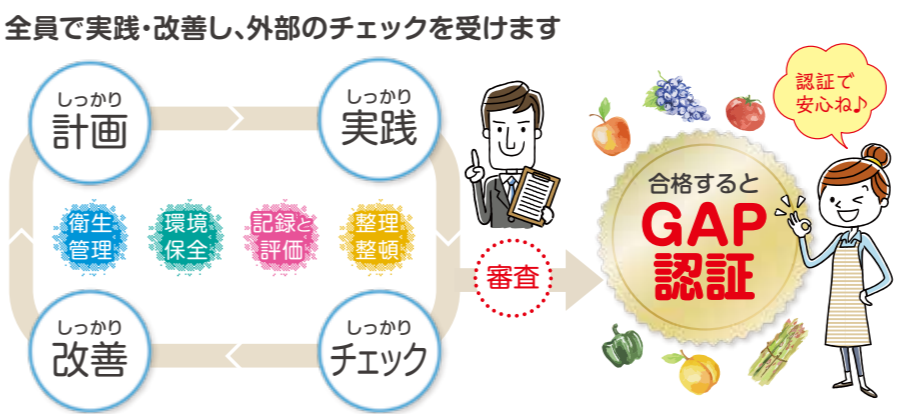 全員で実践・改善し、外部のチェックを受けます
しっかり
計画
しっかり
実践
衛生
管理
環境
保全
記録と
評価
整理
整頓
しっかり
改善
しっかり
チェック
審査
合格すると
GAP
認証
認証で
安心ね♪